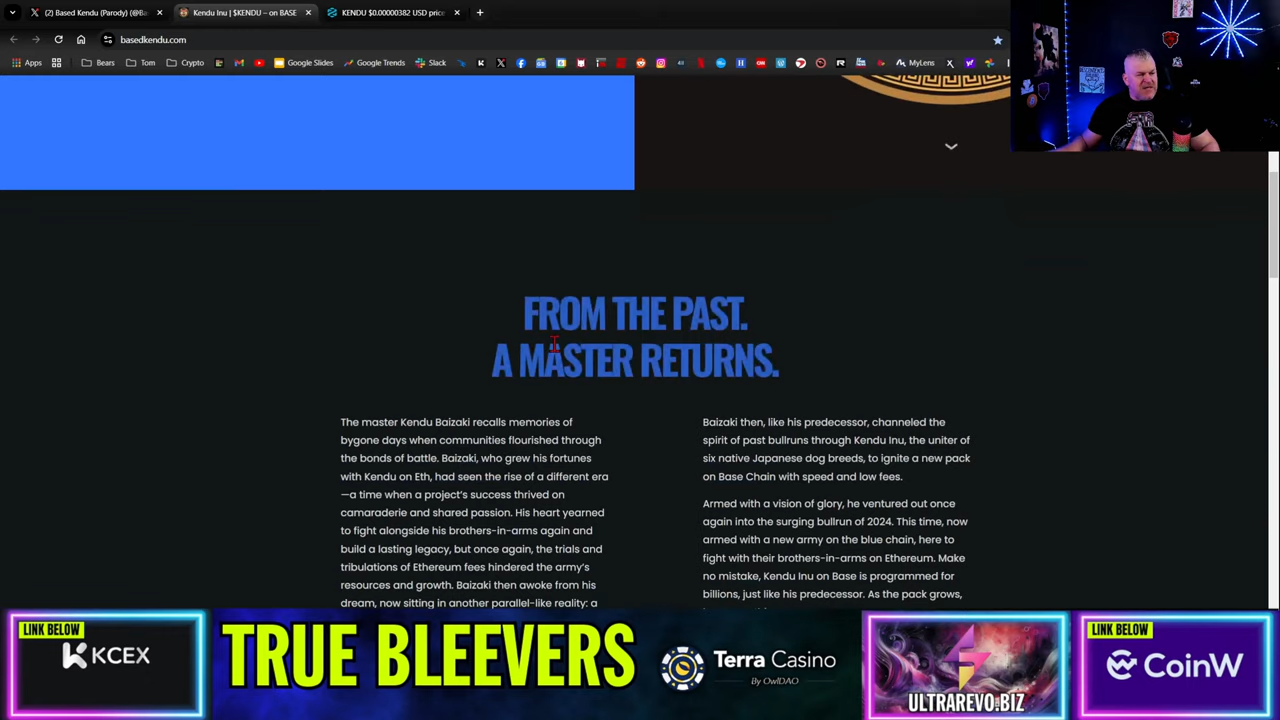 (2) Based Kendu (Parody) (@Ba
Kendu Inu | $KENDU – on BASE
KENDU $0.00000382 USD price
basedkendu.com
Apps
Bears
Tom
Crypto
Google Slides
Google Trends
Slack
MyLens
FROM THE PAST.
A MASTER RETURNS.
The master Kendu Baizaki recalls memories of
bygone days when communities flourished through
the bonds of battle. Baizaki, who grew his fortunes
with Kendu on Eth, had seen the rise of a different era
—a time when a project's success thrived on
camaraderie and shared passion. His heart yearned
to fight alongside his brothers-in-arms again and
build a lasting legacy, but once again, the trials and
tribulations of Ethereum fees hindered the army's
resources and growth. Baizaki then awoke from his
dream, now sitting in another parallel-like reality: a
Baizaki then, like his predecessor, channeled the
spirit of past bullruns through Kendu Inu, the uniter of
six native Japanese dog breeds, to ignite a new pack
on Base Chain with speed and low fees.
Armed with a vision of glory, he ventured out once
again into the surging bullrun of 2024. This time, now
armed with a new army on the blue chain, here to
fight with their brothers-in-arms on Ethereum. Make
no mistake, Kendu Inu on Base is programmed for
billions, just like his predecessor. As the pack grows,
LINK BELOW
KCEX
TRUE BLEEVERS
Terra Casino
By OwlDAO
ULTRAREVO.BIZ
LINK BELOW
CoinW